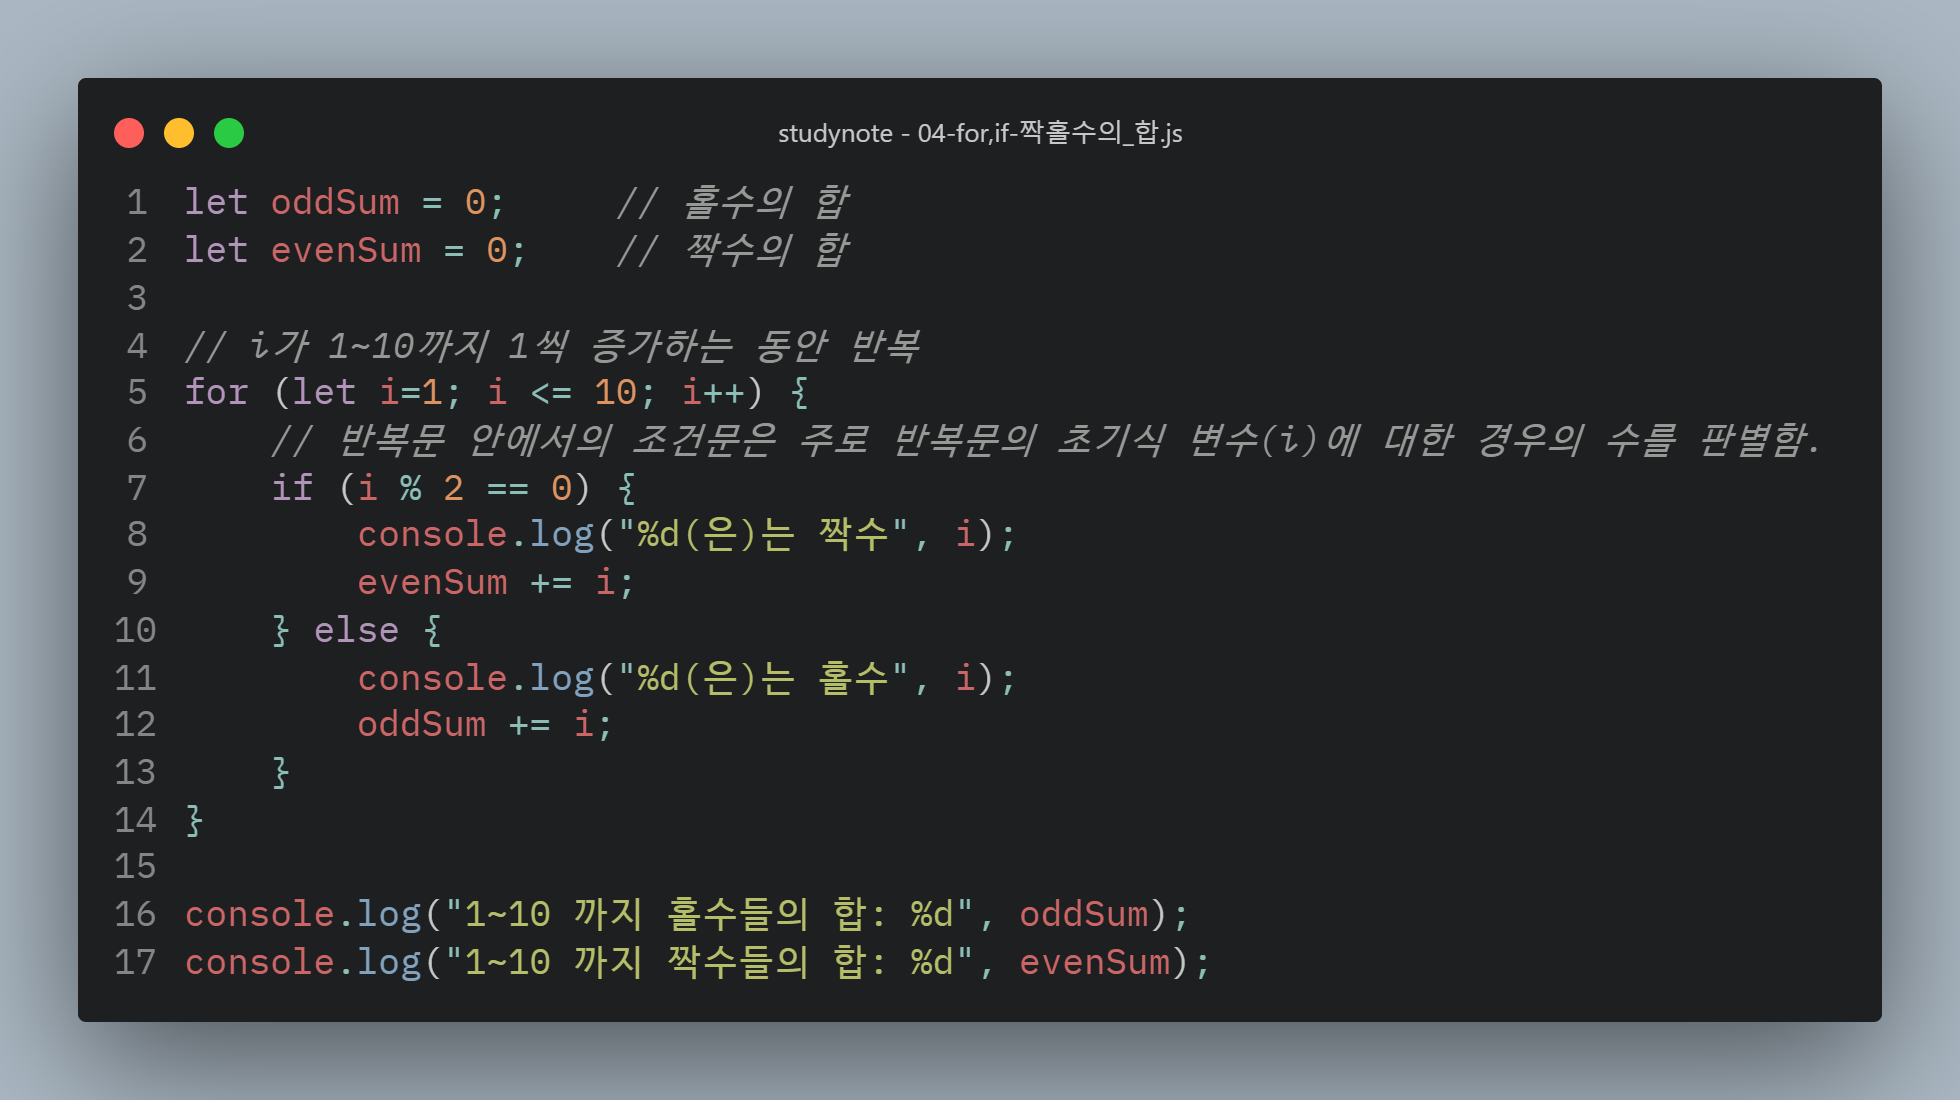 studynote - 04-for,if-짝홀수의_합.js
1 let oddSum = 0;     // 홀수의 합
2 let evenSum = 0;    // 짝수의 합
3
4 // i가 1~10까지 1씩 증가하는 동안 반복
5 for (let i=1; i <= 10; i++) {
6     // 반복문 안에서의 조건문은 주로 반복문의 초기식 변수(i)에 대한 경우의 수를 판별함.
7     if (i % 2 == 0) {
8         console.log("%d(은)는 짝수", i);
9         evenSum += i;
10     } else {
11         console.log("%d(은)는 홀수", i);
12         oddSum += i;
13     }
14 }
15
16 console.log("1~10 까지 홀수들의 합: %d", oddSum);
17 console.log("1~10 까지 짝수들의 합: %d", evenSum);